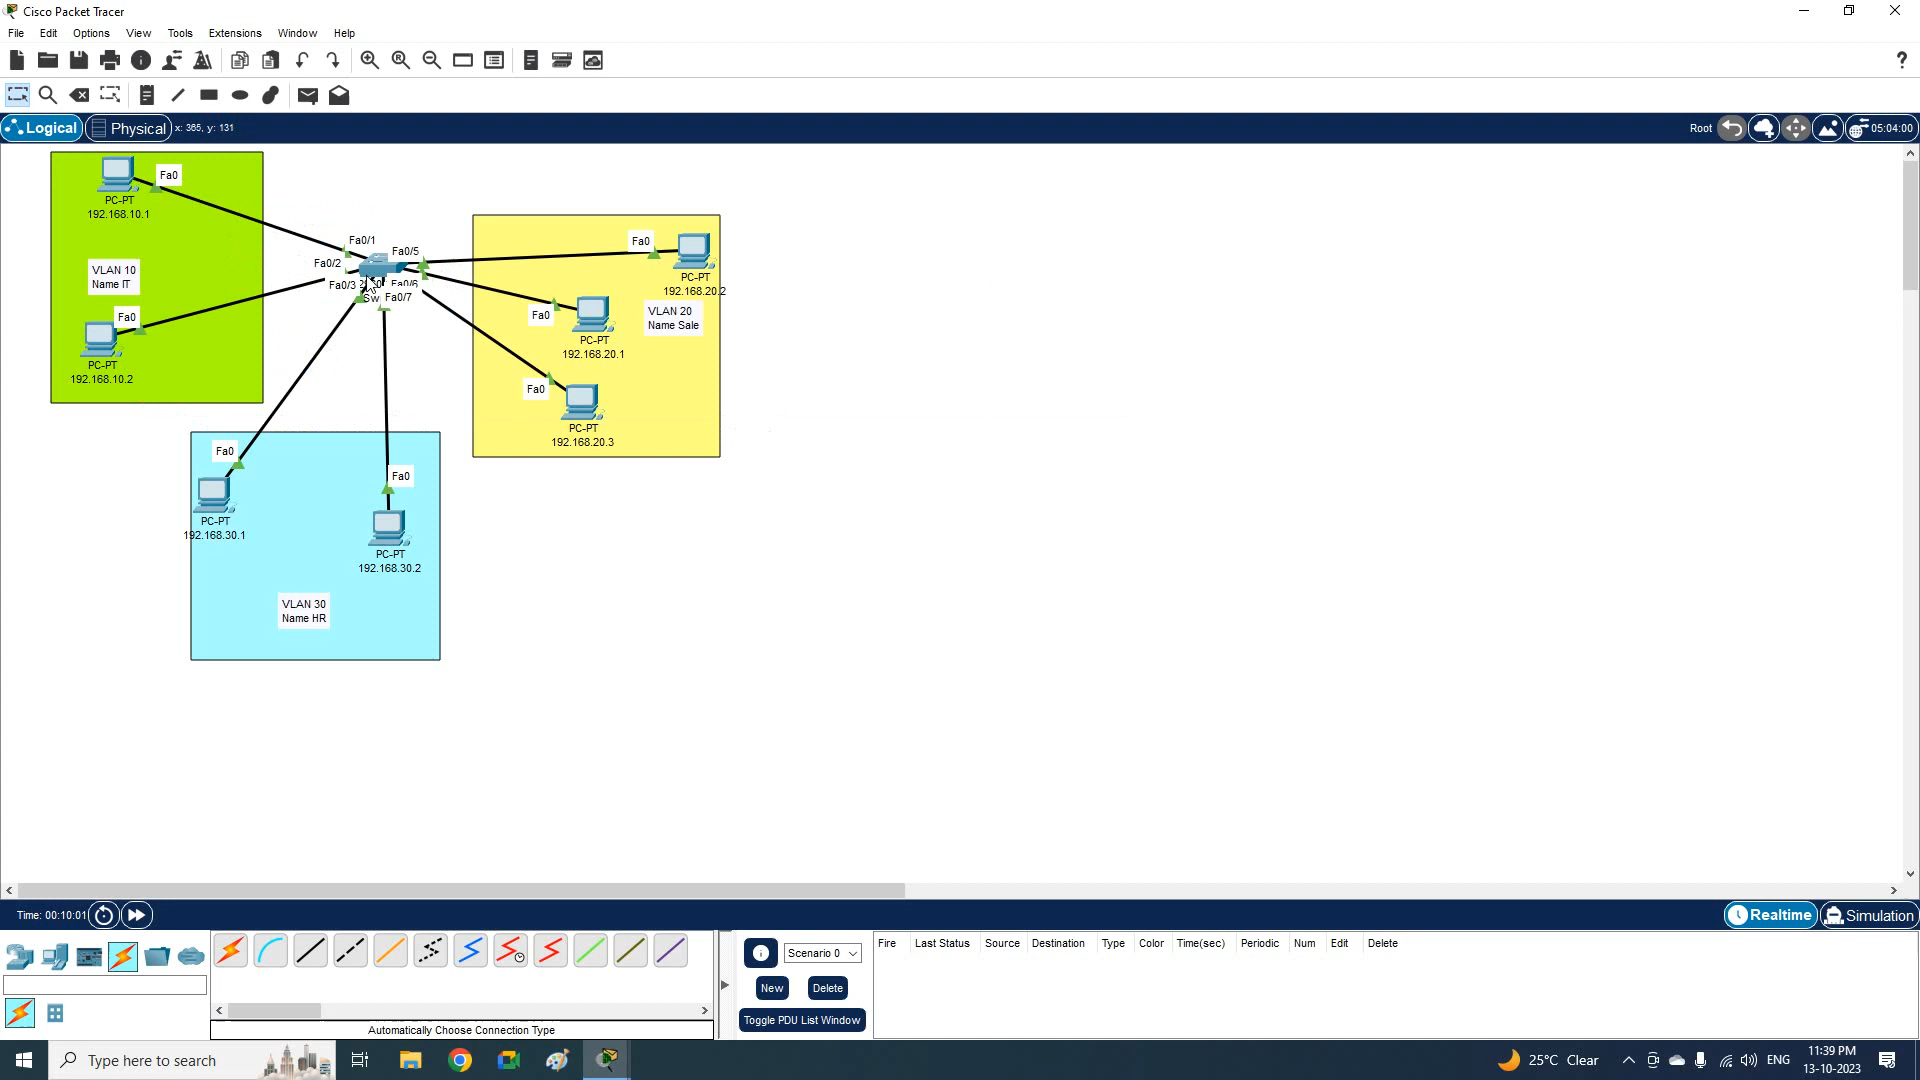 Cisco Packet Tracer
File Edit Options View Tools Extensions Window Help
Logical Physical x: 365, y: 131
Root 05:04:00
Fa0
PC-PT
192.168.10.1
VLAN 10
Name IT
Fa0
PC-PT
192.168.10.2
Fa0/1
Fa0/5
Fa0/2
Fa0/3
Fa0/6
Sw
Fa0/7
Fa0
PC-PT
192.168.20.2
Fa0
PC-PT
192.168.20.1
VLAN 20
Name Sale
Fa0
PC-PT
192.168.20.3
Fa0
PC-PT
192.168.30.1
Fa0
PC-PT
192.168.30.2
VLAN 30
Name HR
Time: 00:10:01
Realtime Simulation
Scenario 0
New Delete
Toggle PDU List Window
Fire Last Status Source Destination Type Color Time(sec) Periodic Num Edit Delete
Automatically Choose Connection Type
Type here to search
25°C Clear
ENG
11:39 PM
13-10-2023